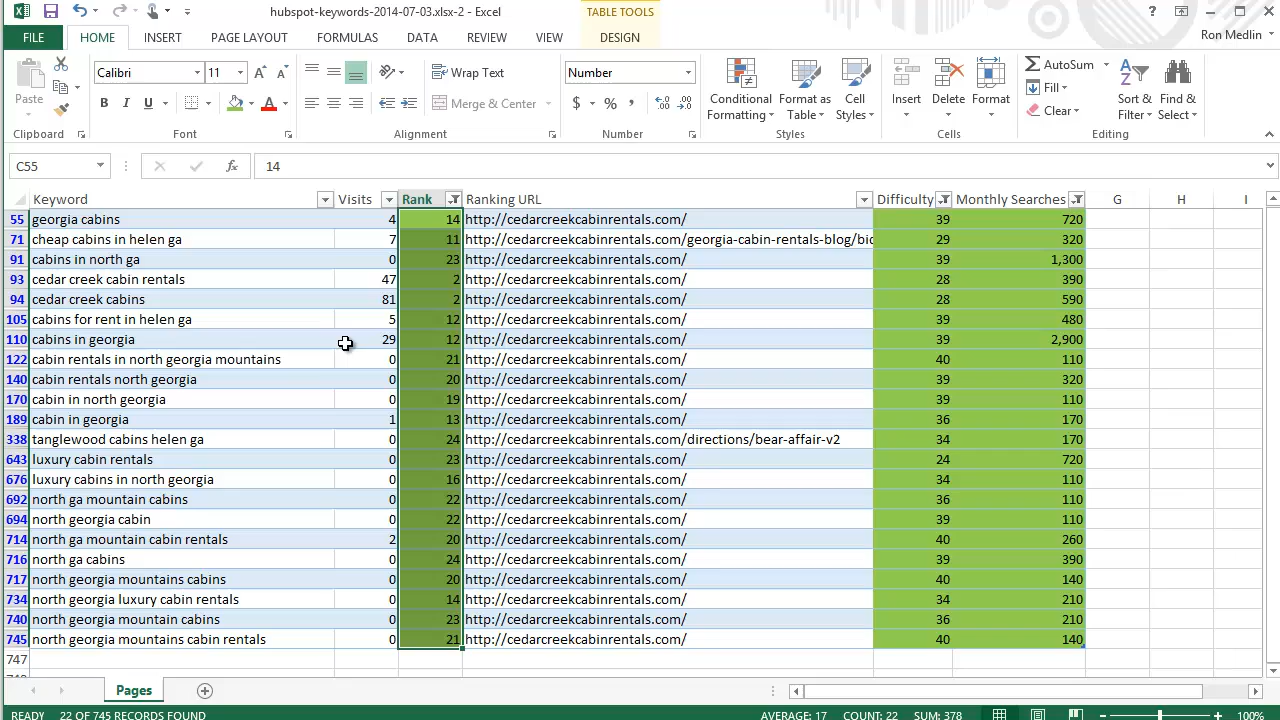 hubspot-keywords-2014-07-03.xlsx-2 - Excel
TABLE TOOLS
FILE HOME INSERT PAGE LAYOUT FORMULAS DATA REVIEW VIEW DESIGN
Ron Medlin
Paste
Calibri 11
B I U
Wrap Text
Merge & Center
Number
$ % ,
Conditional Formatting
Format as Table
Cell Styles
Insert
Delete
Format
AutoSum
Fill
Clear
Sort & Filter
Find & Select
Clipboard Font Alignment Number Styles Cells Editing
C55 fx 14
Keyword Visits Rank Ranking URL Difficulty Monthly Searches G H I
55 georgia cabins 4 14 http://cedarcreekcabinrentals.com/ 39 720
71 cheap cabins in helen ga 7 11 http://cedarcreekcabinrentals.com/georgia-cabin-rentals-blog/bic 29 320
91 cabins in north ga 0 23 http://cedarcreekcabinrentals.com/ 39 1,300
93 cedar creek cabin rentals 47 2 http://cedarcreekcabinrentals.com/ 28 390
94 cedar creek cabins 81 2 http://cedarcreekcabinrentals.com/ 28 590
105 cabins for rent in helen ga 5 12 http://cedarcreekcabinrentals.com/ 39 480
110 cabins in georgia 29 12 http://cedarcreekcabinrentals.com/ 39 2,900
122 cabin rentals in north georgia mountains 0 21 http://cedarcreekcabinrentals.com/ 40 110
140 cabin rentals north georgia 0 20 http://cedarcreekcabinrentals.com/ 39 320
170 cabin in north georgia 0 19 http://cedarcreekcabinrentals.com/ 39 110
189 cabin in georgia 1 13 http://cedarcreekcabinrentals.com/ 36 170
338 tanglewood cabins helen ga 0 24 http://cedarcreekcabinrentals.com/directions/bear-affair-v2 34 170
643 luxury cabin rentals 0 23 http://cedarcreekcabinrentals.com/ 24 720
676 luxury cabins in north georgia 0 16 http://cedarcreekcabinrentals.com/ 34 110
692 north ga mountain cabins 0 22 http://cedarcreekcabinrentals.com/ 36 110
694 north georgia cabin 0 22 http://cedarcreekcabinrentals.com/ 39 110
714 north ga mountain cabin rentals 2 20 http://cedarcreekcabinrentals.com/ 40 260
716 north ga cabins 0 24 http://cedarcreekcabinrentals.com/ 39 390
717 north georgia mountains cabins 0 20 http://cedarcreekcabinrentals.com/ 40 140
734 north georgia luxury cabin rentals 0 14 http://cedarcreekcabinrentals.com/ 34 210
740 north georgia mountain cabins 0 23 http://cedarcreekcabinrentals.com/ 36 210
745 north georgia mountains cabin rentals 0 21 http://cedarcreekcabinrentals.com/ 40 140
747
Pages
READY 22 OF 745 RECORDS FOUND AVERAGE: 17 COUNT: 22 SUM: 378 100%